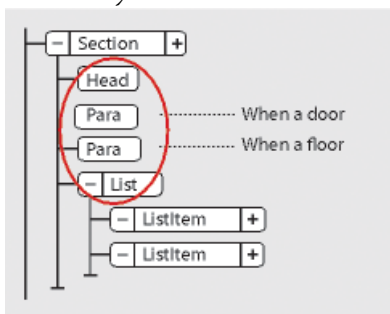 Section
Head
Para When a door
Para When a floor
List
ListItem
ListItem